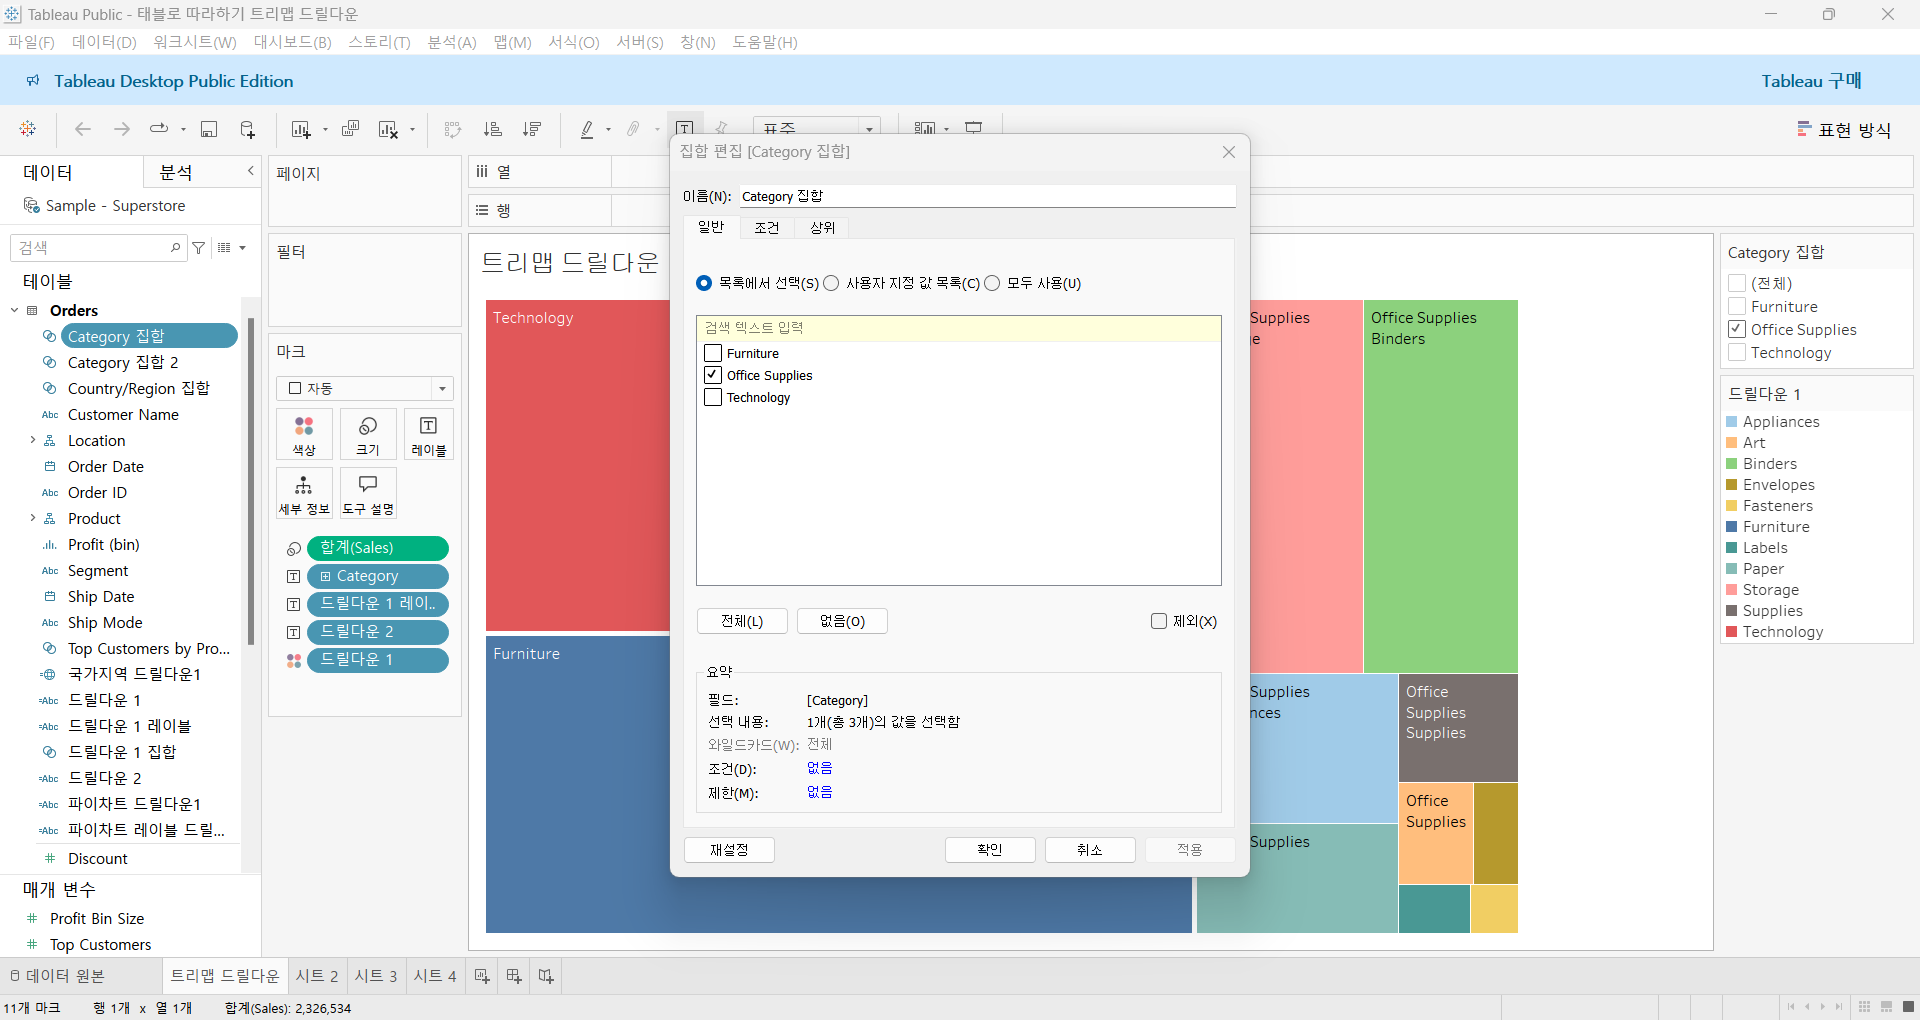 Tableau Public - 태블로 따라하기 트리맵 드릴다운
파일(F) 데이터(D) 워크시트(W) 대시보드(B) 스토리(T) 분석(A) 맵(M) 서식(O) 서버(S) 창(N) 도움말(H)
Tableau Desktop Public Edition
Tableau 구매
표준
표현 방식
데이터
분석
Sample - Superstore
검색
테이블
Orders
Category 집합
Category 집합 2
Country/Region 집합
Abc Customer Name
Location
Order Date
Abc Order ID
Product
Profit (bin)
Abc Segment
Ship Date
Abc Ship Mode
Top Customers by Pro...
국가지역 드릴다운1
=Abc 드릴다운 1
=Abc 드릴다운 1 레이블
드릴다운 1 집합
=Abc 드릴다운 2
=Abc 파이차트 드릴다운1
=Abc 파이차트 레이블 드릴...
# Discount
매개 변수
# Profit Bin Size
# Top Customers
페이지
필터
마크
자동
색상
크기
T
레이블
세부 정보
도구 설명
합계(Sales)
T Category
T 드릴다운 1 레이..
T 드릴다운 2
드릴다운 1
열
행
트리맵 드릴다운
Technology
Furniture
집합 편집 [Category 집합]
이름(N): Category 집합
일반
조건
상위
목록에서 선택(S)
사용자 지정 값 목록(C)
모두 사용(U)
검색 텍스트 입력
Furniture
Office Supplies
Technology
전체(L)
없음(O)
제외(X)
요약
필드: [Category]
선택 내용: 1개(총 3개)의 값을 선택함
와일드카드(W): 전체
조건(D): 없음
제한(M): 없음
재설정
확인
취소
적용
Supplies
e
Office Supplies
Binders
Supplies
nces
Office
Supplies
Supplies
Office
Supplies
Supplies
Category 집합
(전체)
Furniture
Office Supplies
Technology
드릴다운 1
Appliances
Art
Binders
Envelopes
Fasteners
Furniture
Labels
Paper
Storage
Supplies
Technology
데이터 원본
트리맵 드릴다운
시트 2
시트 3
시트 4
11개 마크
행 1개 x 열 1개
합계(Sales): 2,326,534